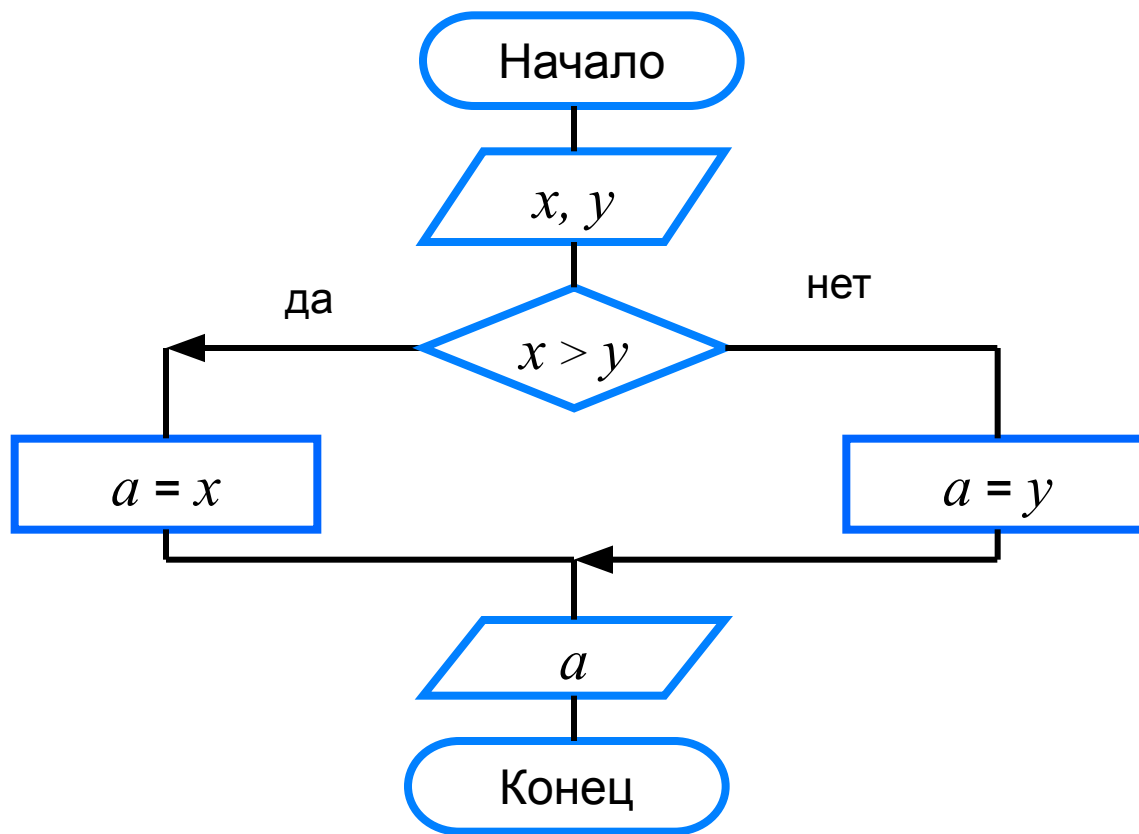 Начало
x, y
да
нет
x > y
a = x
a = y
a
Конец